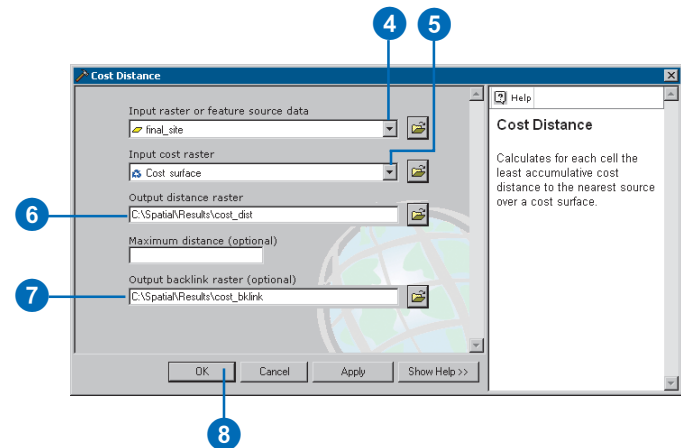 4 5
Cost Distance
Input raster or feature source data
final_site
Input cost raster
Cost surface
Output distance raster
6
C:\Spatial\Results\cost_dist
Maximum distance (optional)
Output backlink raster (optional)
7
C:\Spatial\Results\cost_bklink
OK Cancel Apply Show Help >>
8
Help
Cost Distance
Calculates for each cell the
least accumulative cost
distance to the nearest source
over a cost surface.